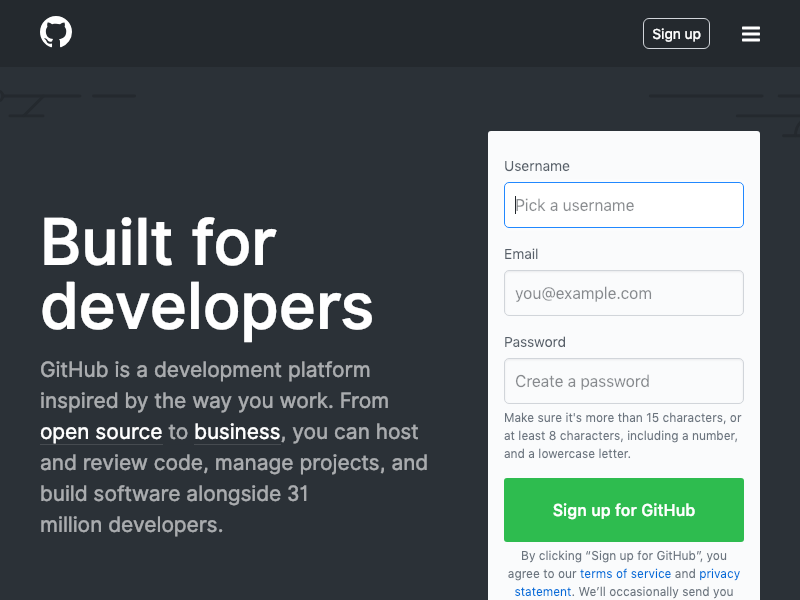 Sign up
Built for
developers
GitHub is a development platform
inspired by the way you work. From
open source to business, you can host
and review code, manage projects, and
build software alongside 31
million developers.
Username
Pick a username
Email
you@example.com
Password
Create a password
Make sure it's more than 15 characters, or
at least 8 characters, including a number,
and a lowercase letter.
Sign up for GitHub
By clicking “Sign up for GitHub”, you
agree to our terms of service and privacy
statement. We’ll occasionally send you